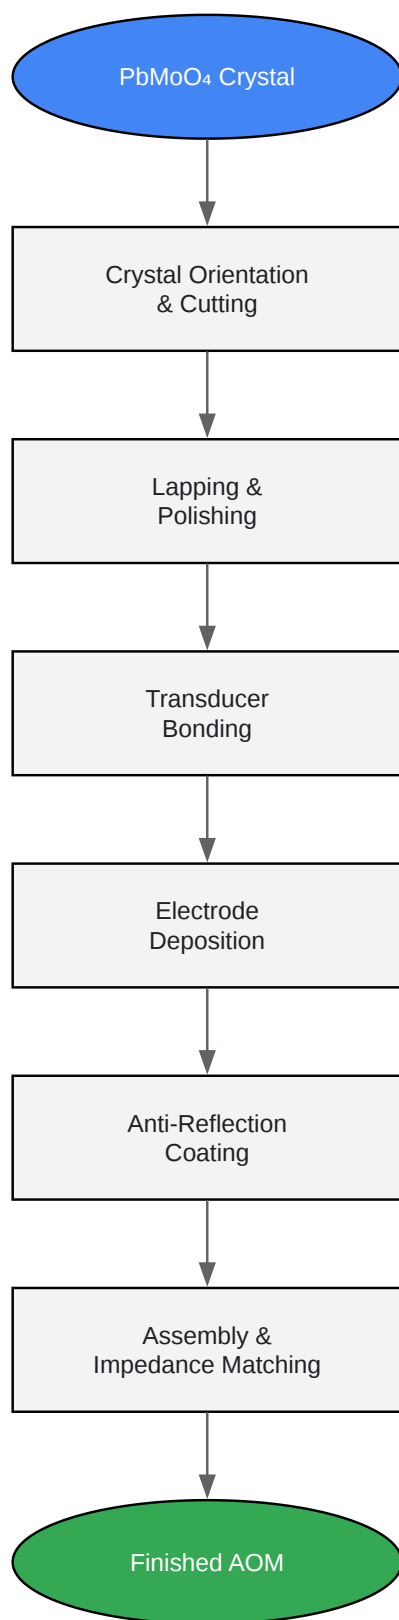 PbMoO₄ Crystal
Crystal Orientation
& Cutting
Lapping &
Polishing
Transducer
Bonding
Electrode
Deposition
Anti-Reflection
Coating
Assembly &
Impedance Matching
Finished AOM